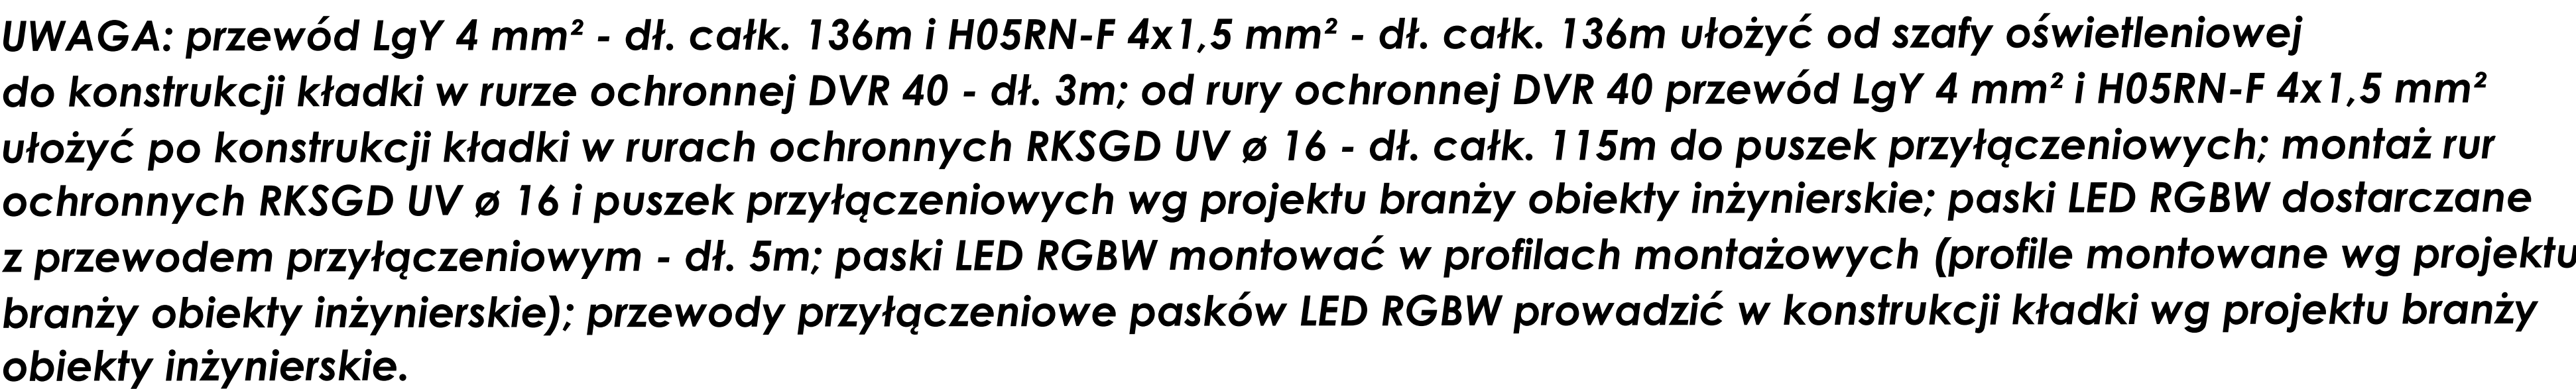 UWAGA: przewód LgY 4 mm² - dł. całk. 136m i H05RN-F 4x1,5 mm² - dł. całk. 136m ułożyć od szafy oświetleniowej
do konstrukcji kładki w rurze ochronnej DVR 40 - dł. 3m; od rury ochronnej DVR 40 przewód LgY 4 mm² i H05RN-F 4x1,5 mm²
ułożyć po konstrukcji kładki w rurach ochronnych RKSGD UV ø 16 - dł. całk. 115m do puszek przyłączeniowych; montaż rur
ochronnych RKSGD UV ø 16 i puszek przyłączeniowych wg projektu branży obiekty inżynierskie; paski LED RGBW dostarczane
z przewodem przyłączeniowym - dł. 5m; paski LED RGBW montować w profilach montażowych (profile montowane wg projektu
branży obiekty inżynierskie); przewody przyłączeniowe pasków LED RGBW prowadzić w konstrukcji kładki wg projektu branży
obiekty inżynierskie.